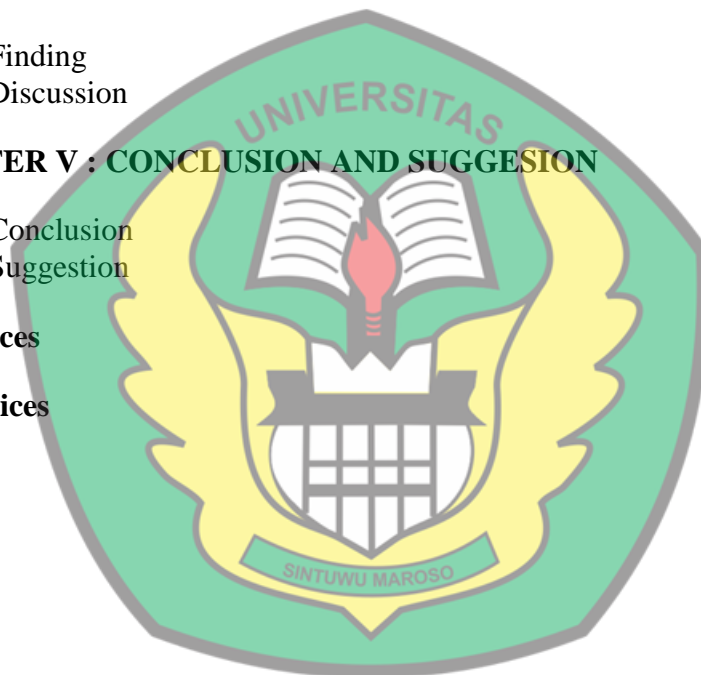 Finding
Discussion
UNIVERSITAS
TER V : CONCLUSION AND SUGGESION
Conclusion
Suggestion
ces
ices
SINTUWU MAROSO